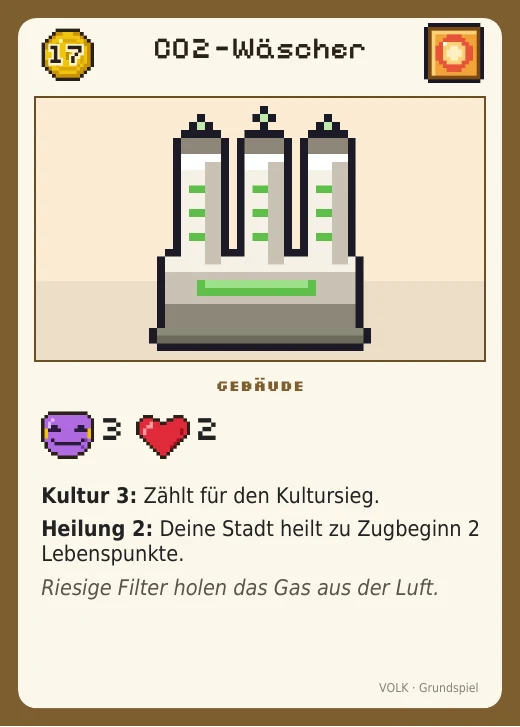 17
CO2-Wäscher
GEBÄUDE
3 2
Kultur 3: Zählt für den Kultursieg.
Heilung 2: Deine Stadt heilt zu Zugbeginn 2
Lebenspunkte.
Riesige Filter holen das Gas aus der Luft.
VOLK · Grundspiel